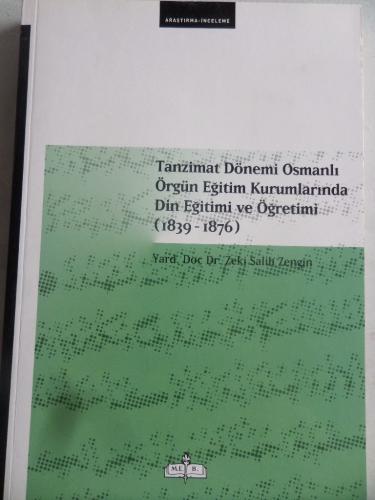 ARAŞTIRMA-İNCELEME
Tanzimat Dönemi Osmanlı
Örgün Eğitim Kurumlarında
Din Eğitimi ve Öğretimi
(1839-1876)
Yard. Doç Dr. Zeki Salih Zengin
M.E. B.